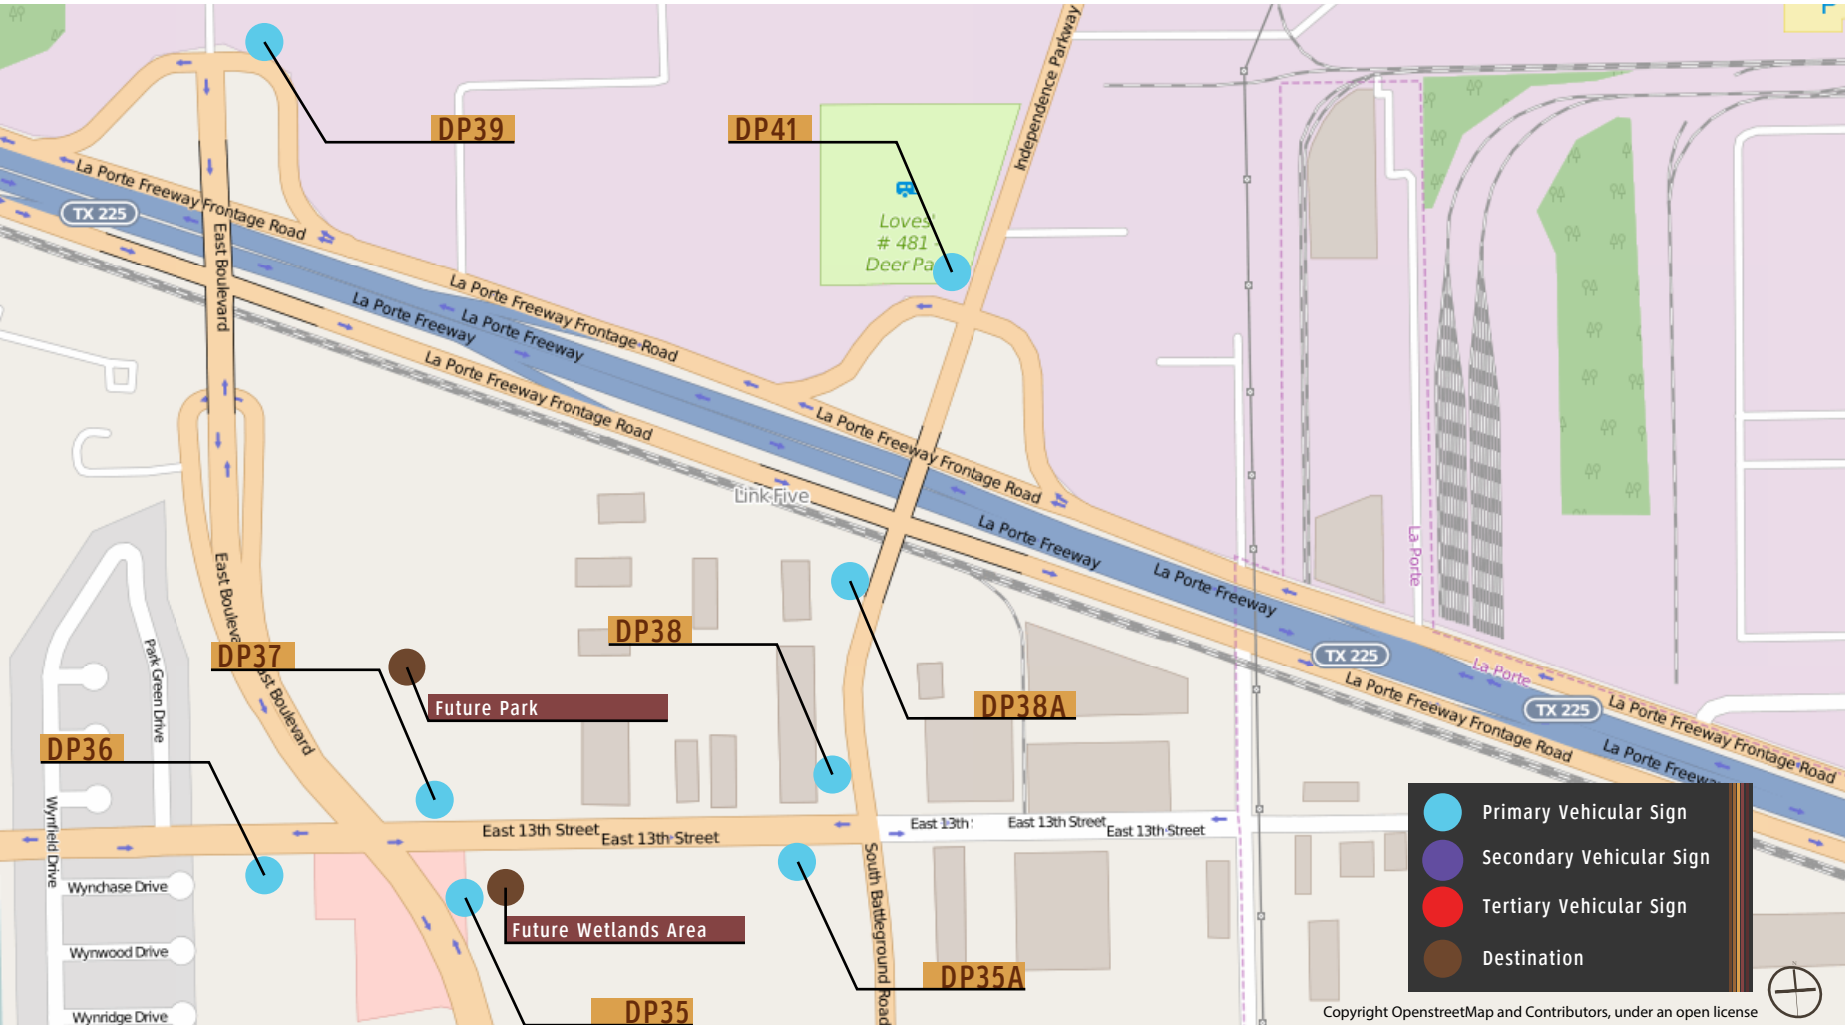 P
DP39
DP41
Independence Parkway
La Porte Freeway Frontage Road
TX 225
East Boulevard
Loves'
# 481 -
Deer Pa
La Porte Freeway Frontage Road
La Porte Freeway
La Porte Freeway
La Porte Freeway Frontage Road
La Porte Freeway Frontage Road
Link Five
La Porte Freeway
La Porte Freeway
La Porte
East Boulevard
DP38
DP37
East Boulevard
Park Green Drive
Future Park
DP38A
TX 225
La Porte
La Porte Freeway Frontage Road
TX 225
La Porte Freeway Frontage Road
La Porte Freeway
DP36
Wynfield Drive
East 13th Street
East 13th Street
East 13th
East 13th Street
East 13th Street
South Battleground Road
Wynchase Drive
Future Wetlands Area
Wynwood Drive
DP35A
DP35
Wynridge Drive
Primary Vehicular Sign
Secondary Vehicular Sign
Tertiary Vehicular Sign
Destination
Copyright OpenstreetMap and Contributors, under an open license